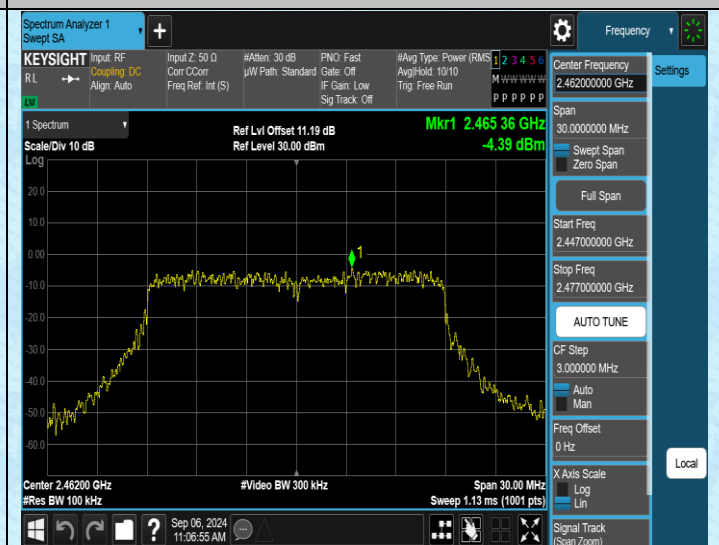 Spectrum Analyzer 1
Swept SA
Frequency
KEYSIGHT
RL
LXI
Input: RF
Coupling: DC
Align: Auto
Input Z: 50 Ω
Corr CCorr
Freq Ref: Int (S)
#Atten: 30 dB
µW Path: Standard
PNO: Fast
Gate: Off
IF Gain: Low
Sig Track: Off
#Avg Type: Power (RMS
Avg|Hold: 10/10
Trig: Free Run
1 2 3 4 5 6
M W W W W W
P P P P P P
1 Spectrum
Scale/Div 10 dB
Ref Lvl Offset 11.19 dB
Ref Level 30.00 dBm
Mkr1 2.465 36 GHz
-4.39 dBm
Log
20.0
10.0
0.00
-10.0
-20.0
-30.0
-40.0
-50.0
-60.0
1
Center 2.46200 GHz
#Res BW 100 kHz
#Video BW 300 kHz
Span 30.00 MHz
Sweep 1.13 ms (1001 pts)
Sep 06, 2024
11:06:55 AM
Center Frequency
2.462000000 GHz
Settings
Span
30.0000000 MHz
Swept Span
Zero Span
Full Span
Start Freq
2.447000000 GHz
Stop Freq
2.477000000 GHz
AUTO TUNE
CF Step
3.000000 MHz
Auto
Man
Freq Offset
0 Hz
X Axis Scale
Log
Lin
Local
Signal Track
(Span Zoom)